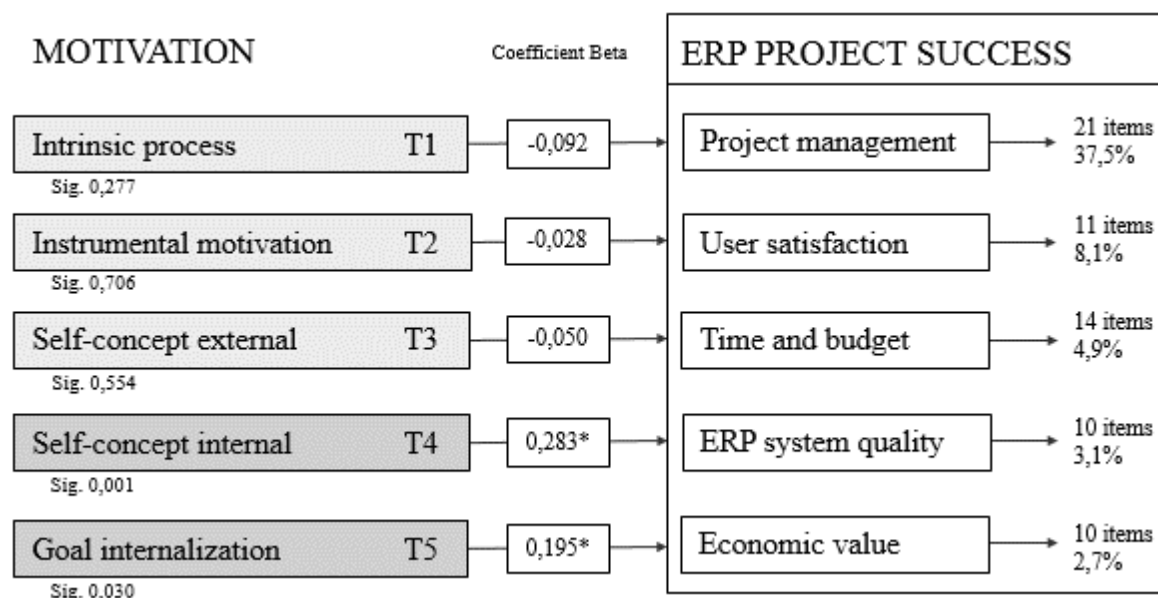 MOTIVATION
Coefficient Beta
ERP PROJECT SUCCESS
Intrinsic process T1
-0,092
Project management
21 items
37,5%
Sig. 0,277
Instrumental motivation T2
-0,028
User satisfaction
11 items
8,1%
Sig. 0,706
Self-concept external T3
-0,050
Time and budget
14 items
4,9%
Sig. 0,554
Self-concept internal T4
0,283*
ERP system quality
10 items
3,1%
Sig. 0,001
Goal internalization T5
0,195*
Economic value
10 items
2,7%
Sig. 0,030